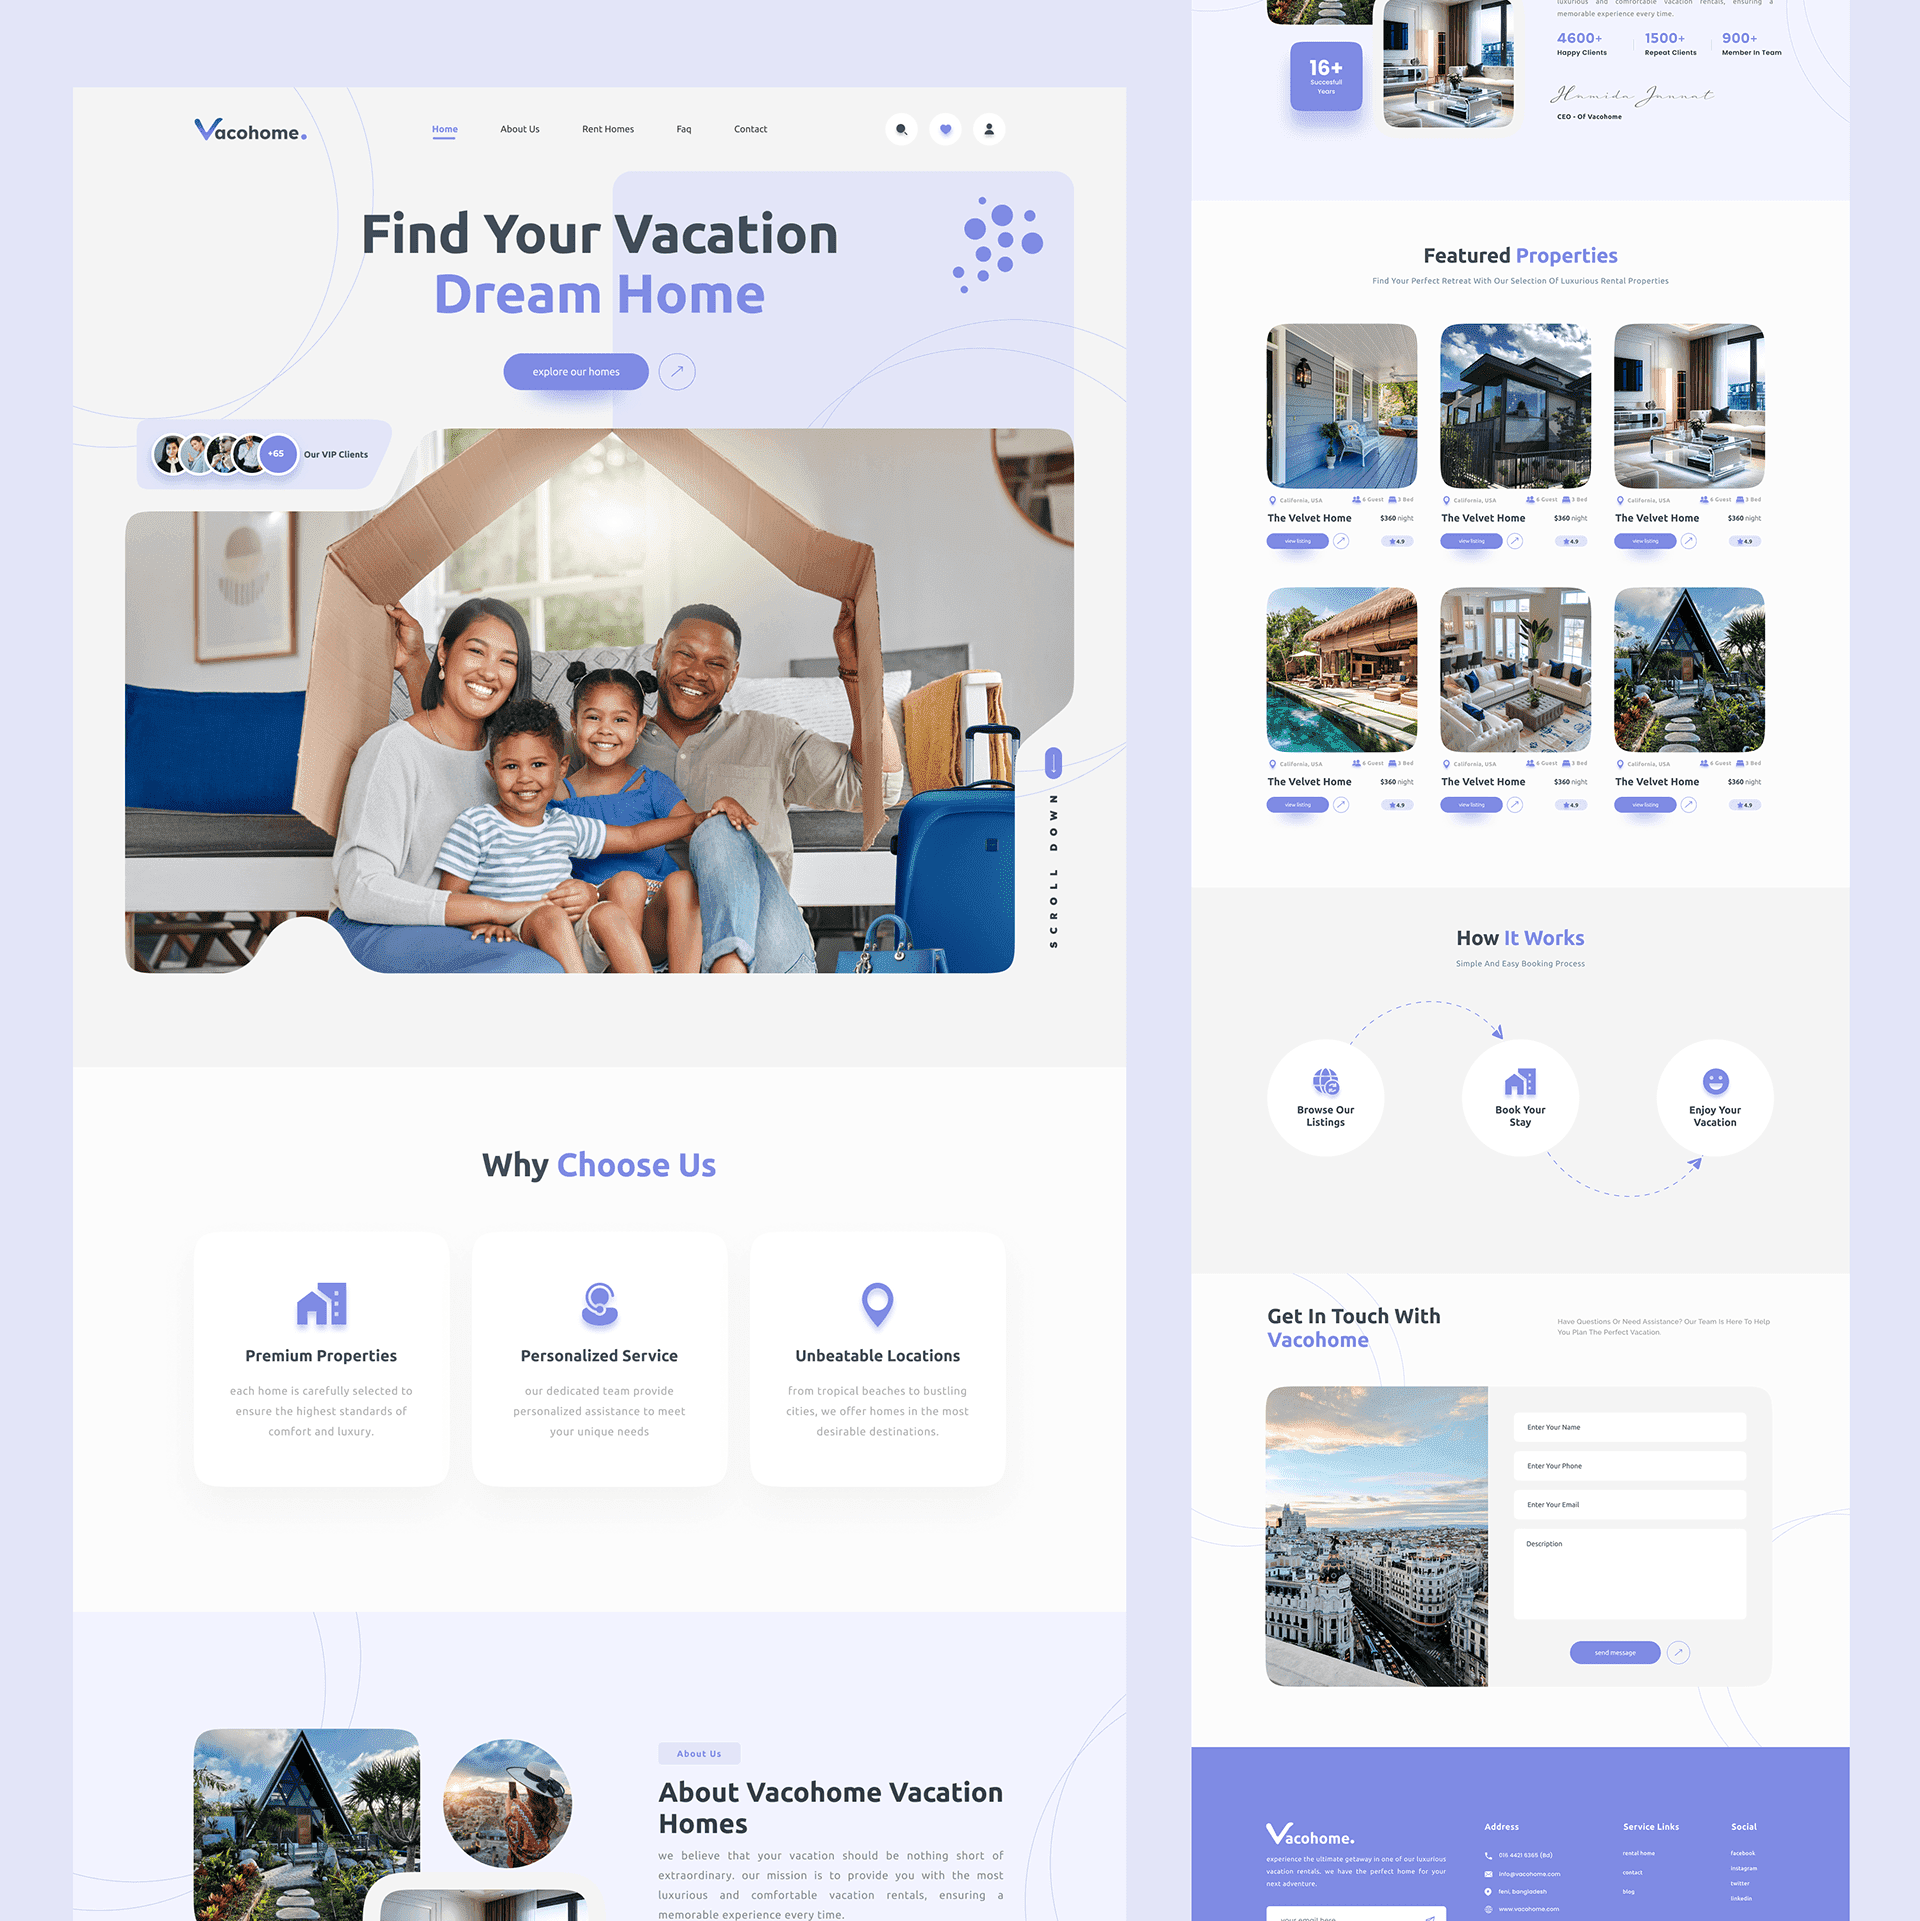 Vacohome.
Home
About Us
Rent Homes
Faq
Contact
Find Your Vacation
Dream Home
explore our homes
+65
Our VIP Clients
SCROLL DOWN
Why Choose Us
Premium Properties
each home is carefully selected to
ensure the highest standards of
comfort and luxury.
Personalized Service
our dedicated team provide
personalized assistance to meet
your unique needs
Unbeatable Locations
from tropical beaches to bustling
cities, we offer homes in the most
desirable destinations.
About Us
About Vacohome Vacation
Homes
we believe that your vacation should be nothing short of
extraordinary. our mission is to provide you with the most
luxurious and comfortable vacation rentals, ensuring a
memorable experience every time.
luxurious and comfortable vacation rentals, ensuring a
memorable experience every time.
16+
Succesfull
Years
4600+
Happy Clients
1500+
Repeat Clients
900+
Member In Team
Hamida Jannat
CEO - Of Vacohome
Featured Properties
Find Your Perfect Retreat With Our Selection Of Luxurious Rental Properties
California, USA 6 Guest 3 Bed
The Velvet Home $360 night
view listing 4.9
California, USA 6 Guest 3 Bed
The Velvet Home $360 night
view listing 4.9
California, USA 6 Guest 3 Bed
The Velvet Home $360 night
view listing 4.9
California, USA 6 Guest 3 Bed
The Velvet Home $360 night
view listing 4.9
California, USA 6 Guest 3 Bed
The Velvet Home $360 night
view listing 4.9
California, USA 6 Guest 3 Bed
The Velvet Home $360 night
view listing 4.9
How It Works
Simple And Easy Booking Process
Browse Our
Listings
Book Your
Stay
Enjoy Your
Vacation
Get In Touch With
Vacohome
Have Questions Or Need Assistance? Our Team Is Here To Help
You Plan The Perfect Vacation.
Enter Your Name
Enter Your Phone
Enter Your Email
Description
send message
Vacohome.
experience the ultimate getaway in one of our luxurious
vacation rentals. we have the perfect home for your
next adventure.
your email here
Address
016 4421 6365 (Bd)
info@vacohome.com
feni, bangladesh
www.vacohome.com
Service Links
rental home
contact
blog
Social
facebook
instagram
twitter
linkedin